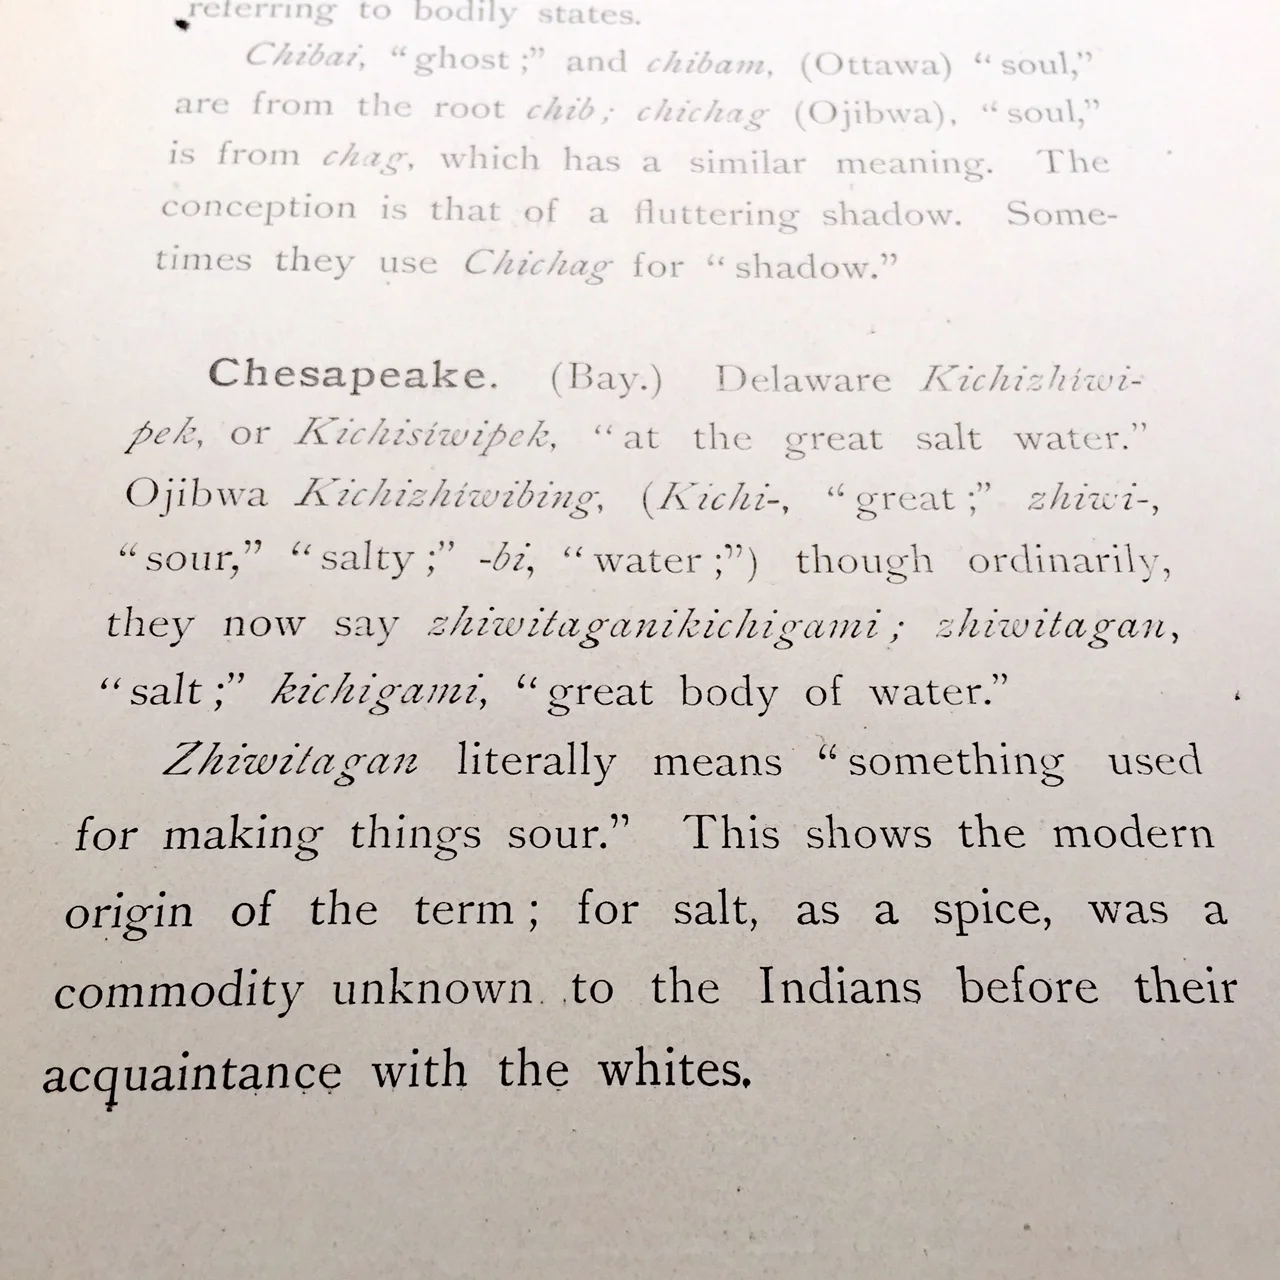 referring to bodily states.
Chibai, “ghost ;” and chibam, (Ottawa) “soul,”
are from the root chib ; chichag (Ojibwa), “soul,”
is from chag, which has a similar meaning. The
conception is that of a fluttering shadow. Some-
times they use Chichag for “shadow.”
Chesapeake. (Bay.) Delaware Kichizhiwi-
pek, or Kichisiwipek, “at the great salt water.”
Ojibwa Kichizhiwibing, (Kichi-, “great ;” zhiwi-,
“sour,” “salty ;” -bi, “water ;”) though ordinarily,
they now say zhiwitaganikichigami ; zhiwitagan,
“salt ;” kichigami, “great body of water.”
Zhiwitagan literally means “something used
for making things sour.” This shows the modern
origin of the term ; for salt, as a spice, was a
commodity unknown to the Indians before their
acquaintance with the whites.